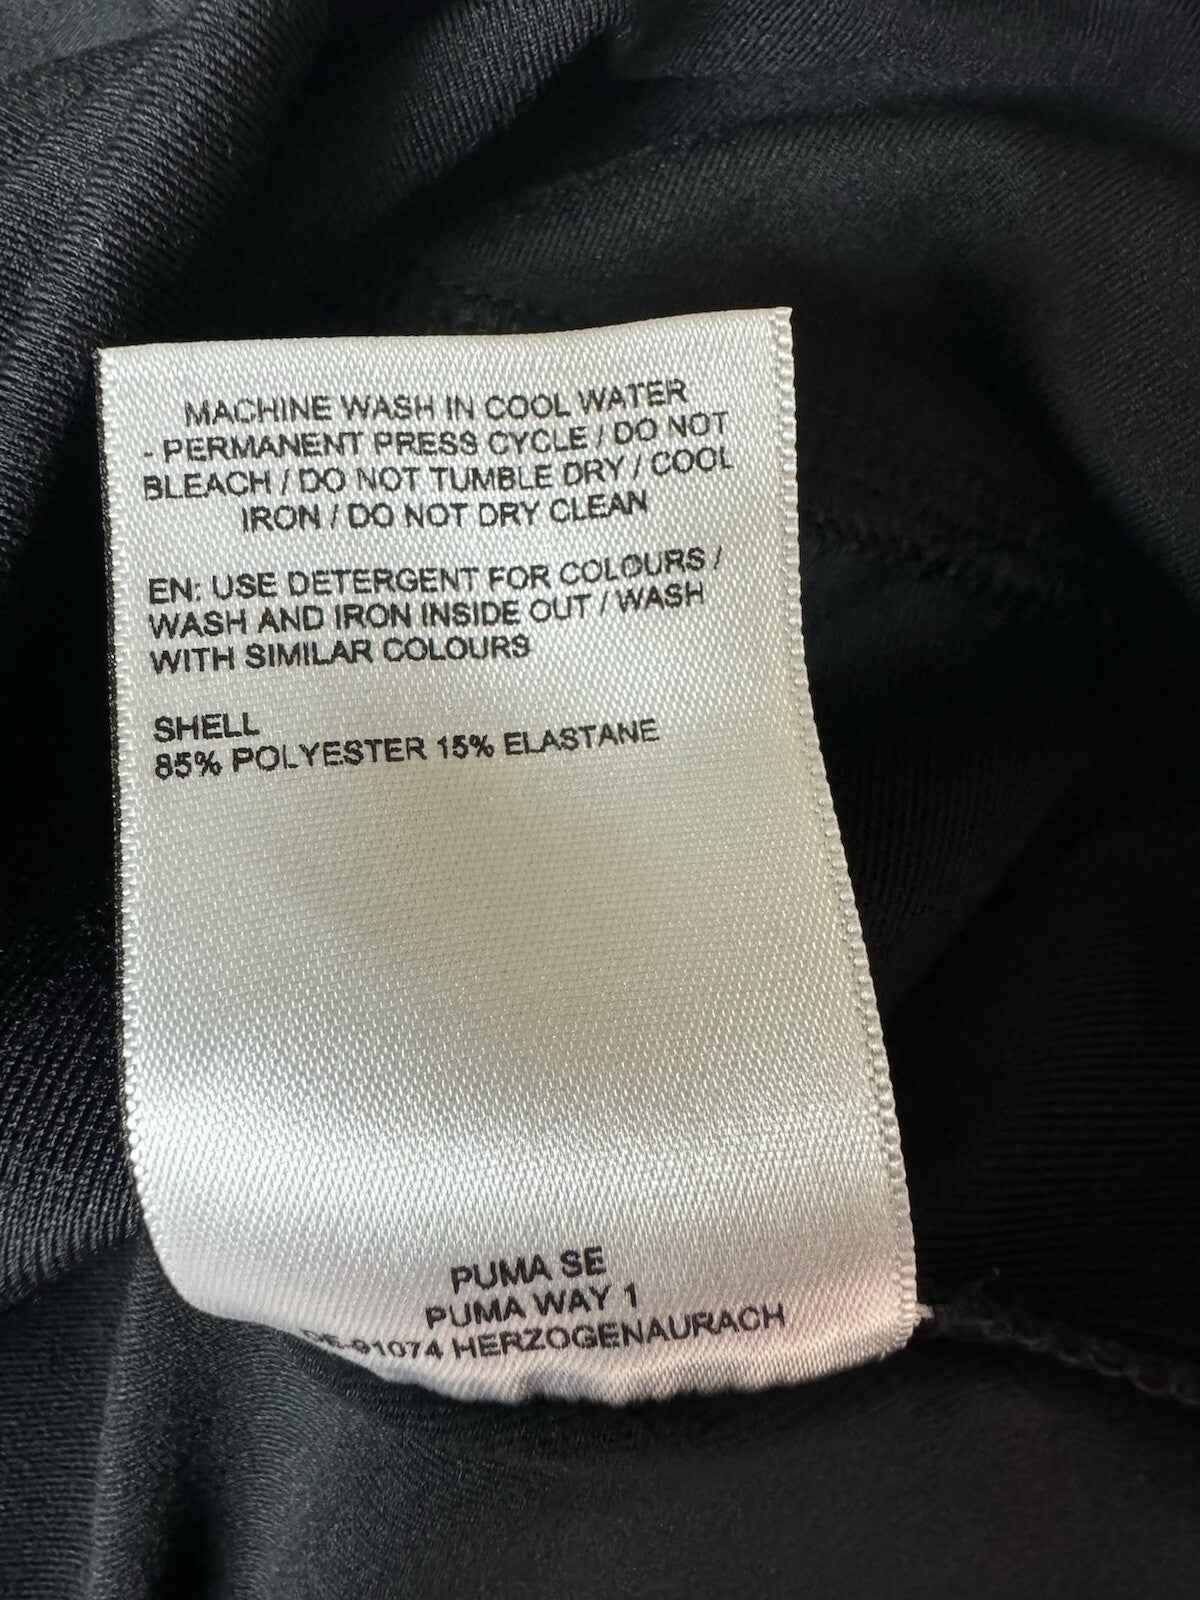 MACHINE WASH IN COOL WATER
- PERMANENT PRESS CYCLE / DO NOT
BLEACH / DO NOT TUMBLE DRY / COOL
IRON / DO NOT DRY CLEAN
EN: USE DETERGENT FOR COLOURS /
WASH AND IRON INSIDE OUT / WASH
WITH SIMILAR COLOURS
SHELL
85% POLYESTER 15% ELASTANE
PUMA SE
PUMA WAY 1
DE-91074 HERZOGENAURACH